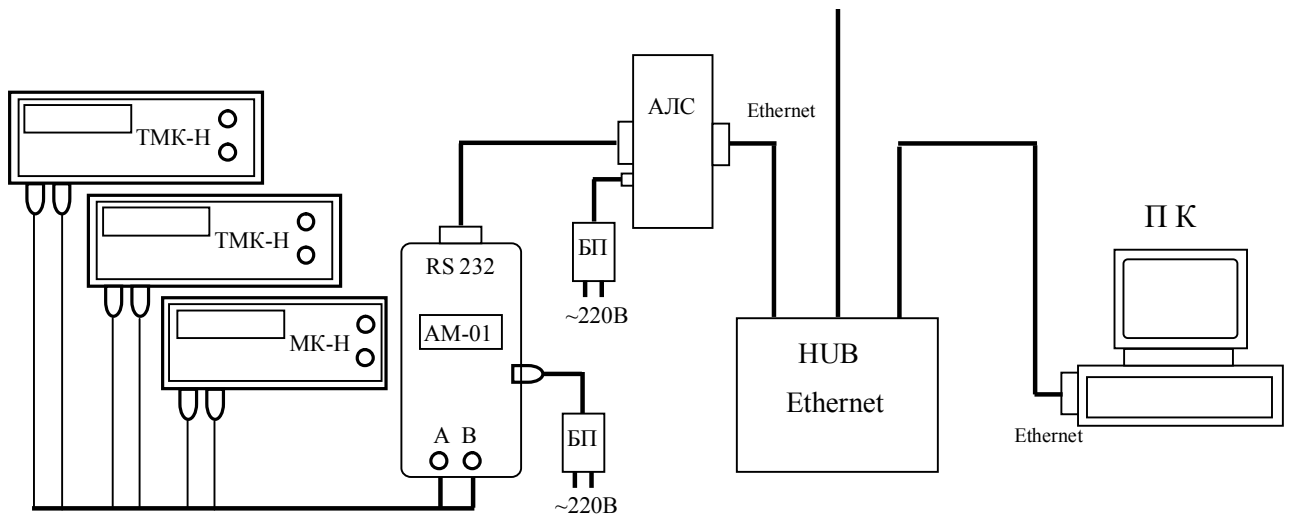 ТМК-Н
ТМК-Н
МК-Н
RS 232
АМ-01
А В
БП
~220В
АЛС
БП
~220В
Ethernet
HUB
Ethernet
П К
Ethernet